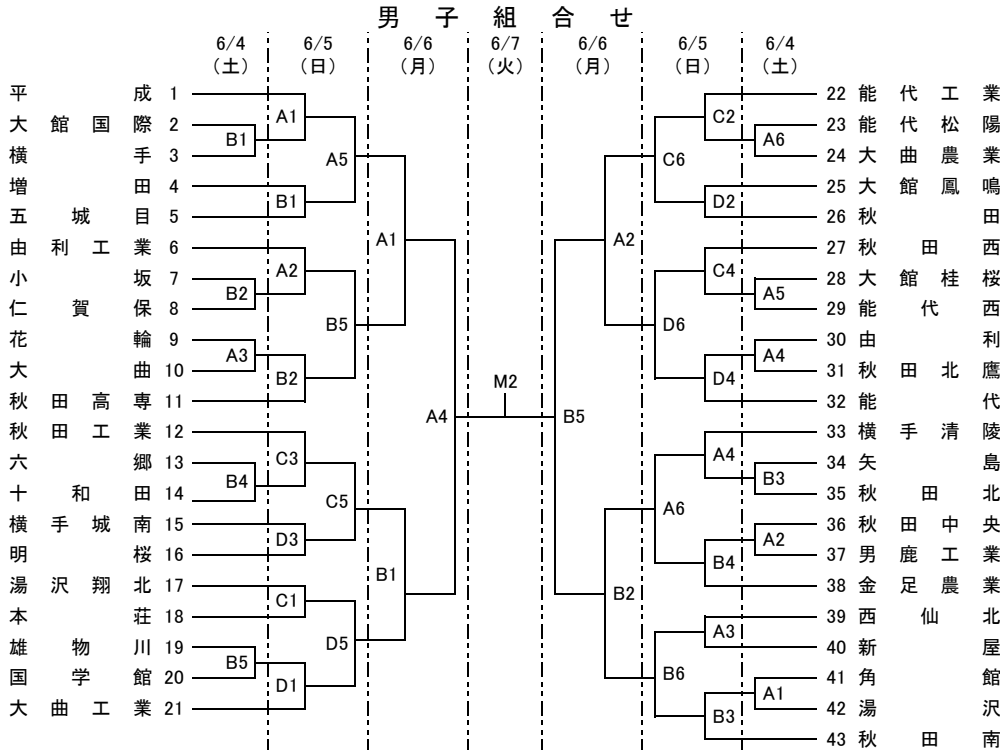 男子組合せ
6/4 6/5 6/6 6/7 6/6 6/5 6/4
(土) (日) (月) (火) (月) (日) (土)
平成 1 22 能代工業
A1 C2
大館国際 2 23 能代松陽
B1 A6
横手 3 24 大曲農業
A5 C6
増田 4 25 大館鳳鳴
B1 D2
五城目 5 26 秋田
A1 A2
由利工業 6 27 秋田西
A2 C4
小坂 7 28 大館桂桜
B2 A5
仁賀保 8 29 能代西
B5 D6
花輪 9 30 由利
A3 A4
大曲 10 31 秋田北鷹
B2 D4
秋田高専 11 32 能代
M2
A4 B5
秋田工業 12 33 横手清陵
C3 A4
六郷 13 34 矢島
B4 B3
十和田 14 35 秋田北
C5 A6
横手城南 15 36 秋田中央
D3 A2
明桜 16 37 男鹿工業
B1 B4
湯沢翔北 17 38 金足農業
C1 B2
本荘 18 39 西仙北
A3
D5
雄物川 19 40 新屋
B5 B6
国学館 20 41 角館
D1 A1
大曲工業 21 42 湯沢
B3
43 秋田南